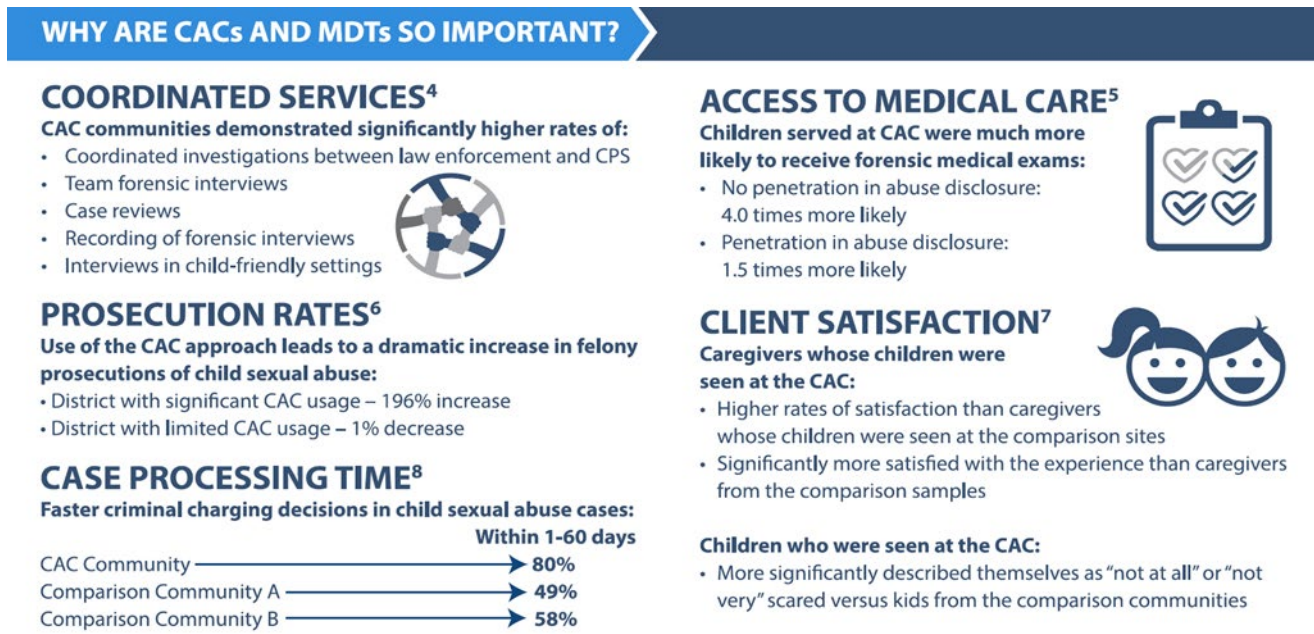 WHY ARE CACs AND MDTs SO IMPORTANT?
COORDINATED SERVICES⁴
CAC communities demonstrated significantly higher rates of:
• Coordinated investigations between law enforcement and CPS
• Team forensic interviews
• Case reviews
• Recording of forensic interviews
• Interviews in child-friendly settings
PROSECUTION RATES⁶
Use of the CAC approach leads to a dramatic increase in felony
prosecutions of child sexual abuse:
• District with significant CAC usage – 196% increase
• District with limited CAC usage – 1% decrease
CASE PROCESSING TIME⁸
Faster criminal charging decisions in child sexual abuse cases:
Within 1-60 days
CAC Community 80%
Comparison Community A 49%
Comparison Community B 58%
ACCESS TO MEDICAL CARE⁵
Children served at CAC were much more
likely to receive forensic medical exams:
• No penetration in abuse disclosure:
4.0 times more likely
• Penetration in abuse disclosure:
1.5 times more likely
CLIENT SATISFACTION⁷
Caregivers whose children were
seen at the CAC:
• Higher rates of satisfaction than caregivers
whose children were seen at the comparison sites
• Significantly more satisfied with the experience than caregivers
from the comparison samples
Children who were seen at the CAC:
• More significantly described themselves as “not at all” or “not
very” scared versus kids from the comparison communities